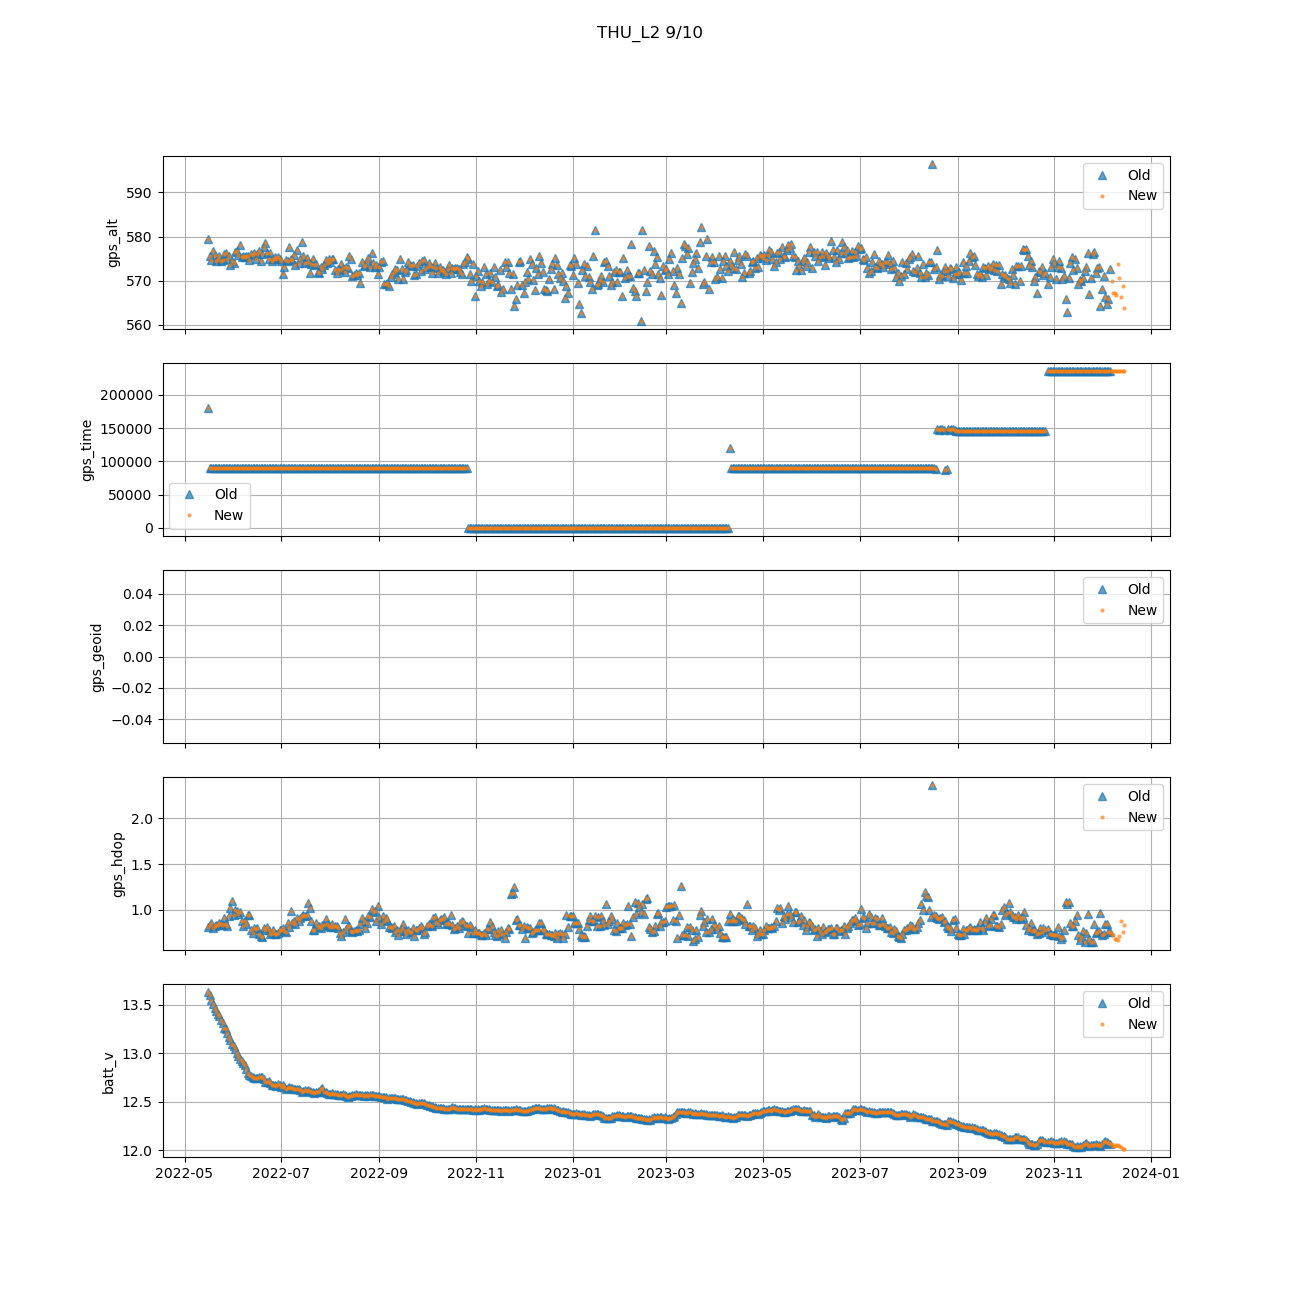 THU_L2 9/10
gps_alt
590
580
570
560
Old
New
gps_time
200000
150000
100000
50000
0
Old
New
gps_geoid
0.04
0.02
0.00
−0.02
−0.04
Old
New
gps_hdop
2.0
1.5
1.0
Old
New
batt_v
13.5
13.0
12.5
12.0
Old
New
2022-05 2022-07 2022-09 2022-11 2023-01 2023-03 2023-05 2023-07 2023-09 2023-11 2024-01